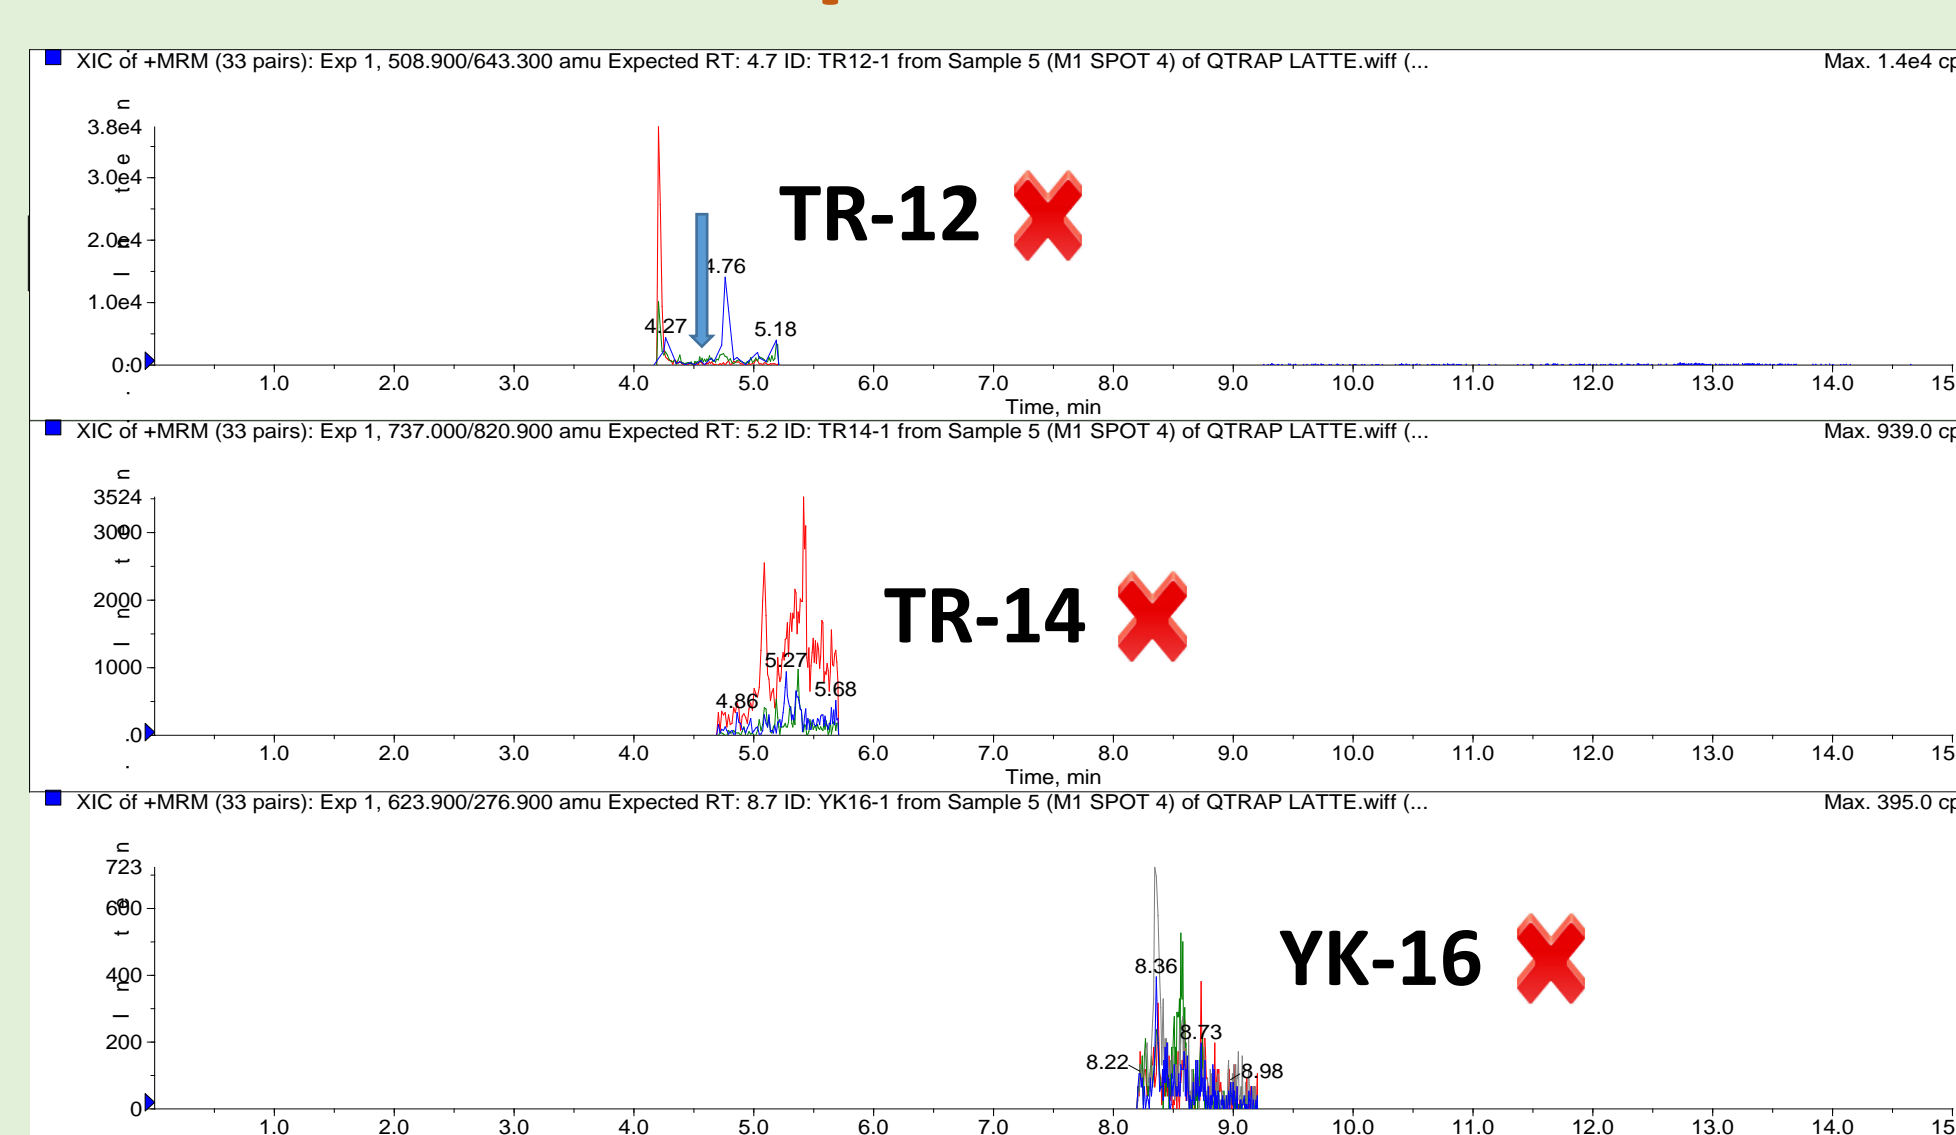 XIC of +MRM (33 pairs): Exp 1, 508.900/643.300 amu Expected RT: 4.7 ID: TR12-1 from Sample 5 (M1 SPOT 4) of QTRAP LATTE.wiff (... Max. 1.4e4 cp
3.8e4
3.0e4
2.0e4
1.0e4
0.0
4.27
4.76
5.18
TR-12
1.0 2.0 3.0 4.0 5.0 6.0 7.0 8.0 9.0 10.0 11.0 12.0 13.0 14.0 15
Time, min
XIC of +MRM (33 pairs): Exp 1, 737.000/820.900 amu Expected RT: 5.2 ID: TR14-1 from Sample 5 (M1 SPOT 4) of QTRAP LATTE.wiff (... Max. 939.0 cp
3524
3000
2000
1000
0
4.86
5.27
5.68
TR-14
1.0 2.0 3.0 4.0 5.0 6.0 7.0 8.0 9.0 10.0 11.0 12.0 13.0 14.0 15
Time, min
XIC of +MRM (33 pairs): Exp 1, 623.900/276.900 amu Expected RT: 8.7 ID: YK16-1 from Sample 5 (M1 SPOT 4) of QTRAP LATTE.wiff (... Max. 395.0 cp
723
600
400
200
0
8.22
8.36
8.73
8.98
YK-16
1.0 2.0 3.0 4.0 5.0 6.0 7.0 8.0 9.0 10.0 11.0 12.0 13.0 14.0 15